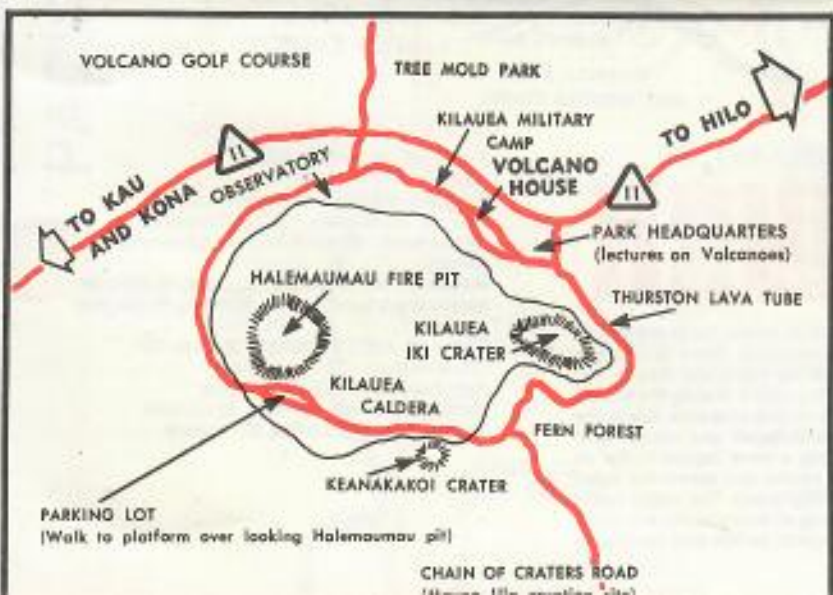 VOLCANO GOLF COURSE
TREE MOLD PARK
KILAUEA MILITARY
CAMP
TO HILO
11
OBSERVATORY
VOLCANO
HOUSE
11
TO KAU
AND KONA
PARK HEADQUARTERS
(lectures on Volcanoes)
HALEMAUMAU FIRE PIT
THURSTON LAVA TUBE
KILAUEA
IKI CRATER
KILAUEA
CALDERA
FERN FOREST
KEANAKAKOI CRATER
PARKING LOT
(Walk to platform over looking Halemaumau pit)
CHAIN OF CRATERS ROAD